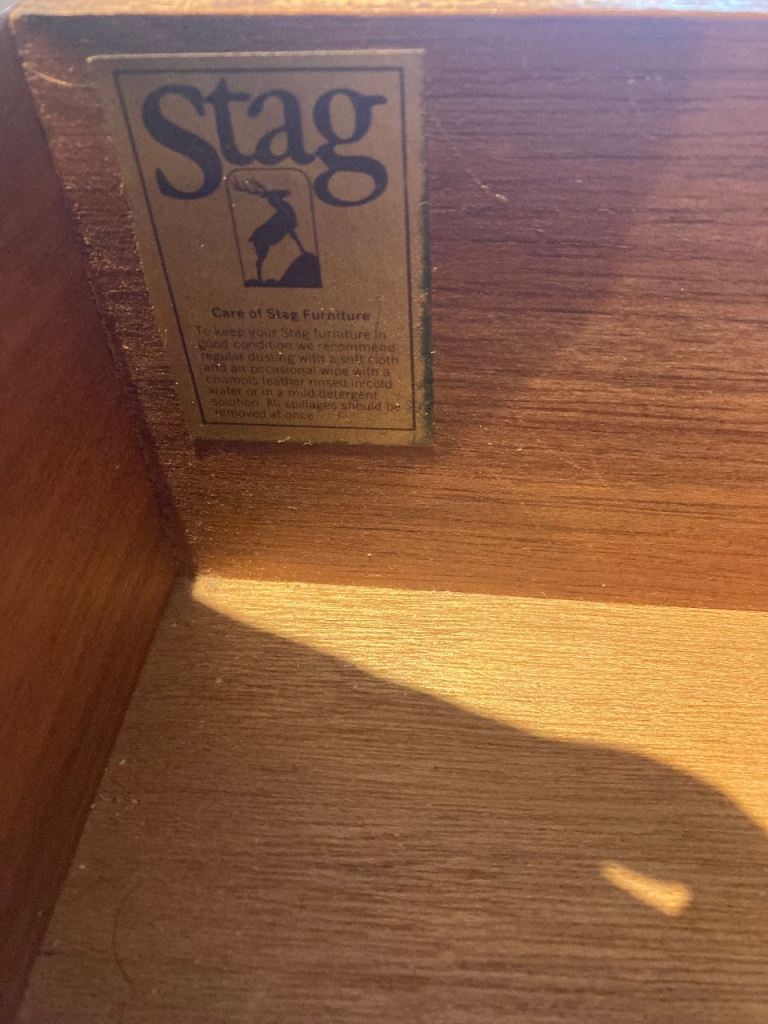 Stag
Care of Stag Furniture
To keep your Stag furniture in
good condition we recommend
regular dusting with a soft cloth
and an occasional wipe with a
chamois leather rinsed in cold
water or in a mild detergent
solution. All spillages should be
removed at once.